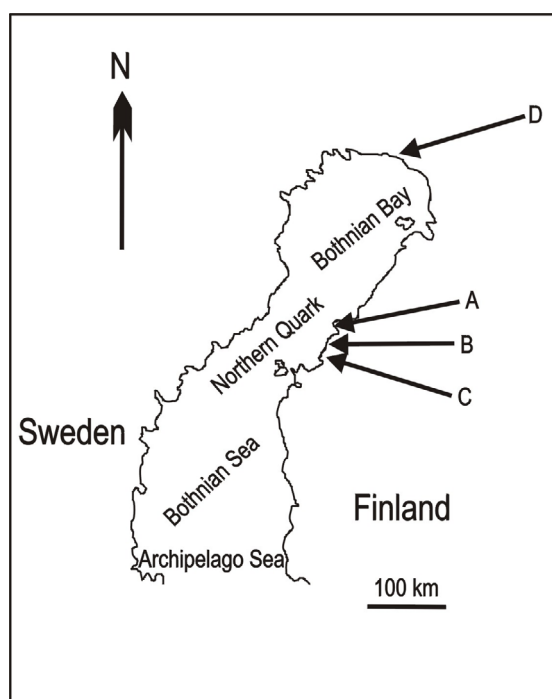 N
D
Bothnian Bay
A
Northern Quark
B
C
Sweden
Bothnian Sea
Finland
Archipelago Sea
100 km